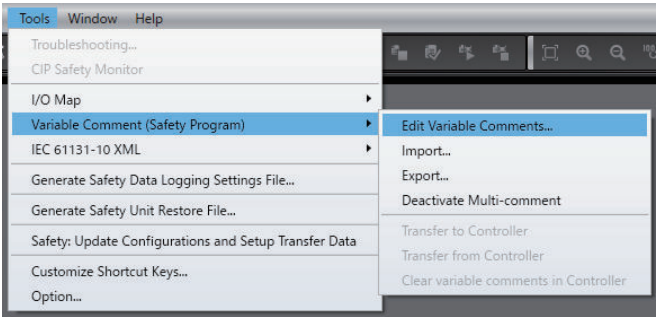 Tools Window Help
Troubleshooting...
CIP Safety Monitor
I/O Map
Variable Comment (Safety Program)
IEC 61131-10 XML
Generate Safety Data Logging Settings File...
Generate Safety Unit Restore File...
Safety: Update Configurations and Setup Transfer Data
Customize Shortcut Keys...
Option...
Edit Variable Comments...
Import...
Export...
Deactivate Multi-comment
Transfer to Controller
Transfer from Controller
Clear variable comments in Controller